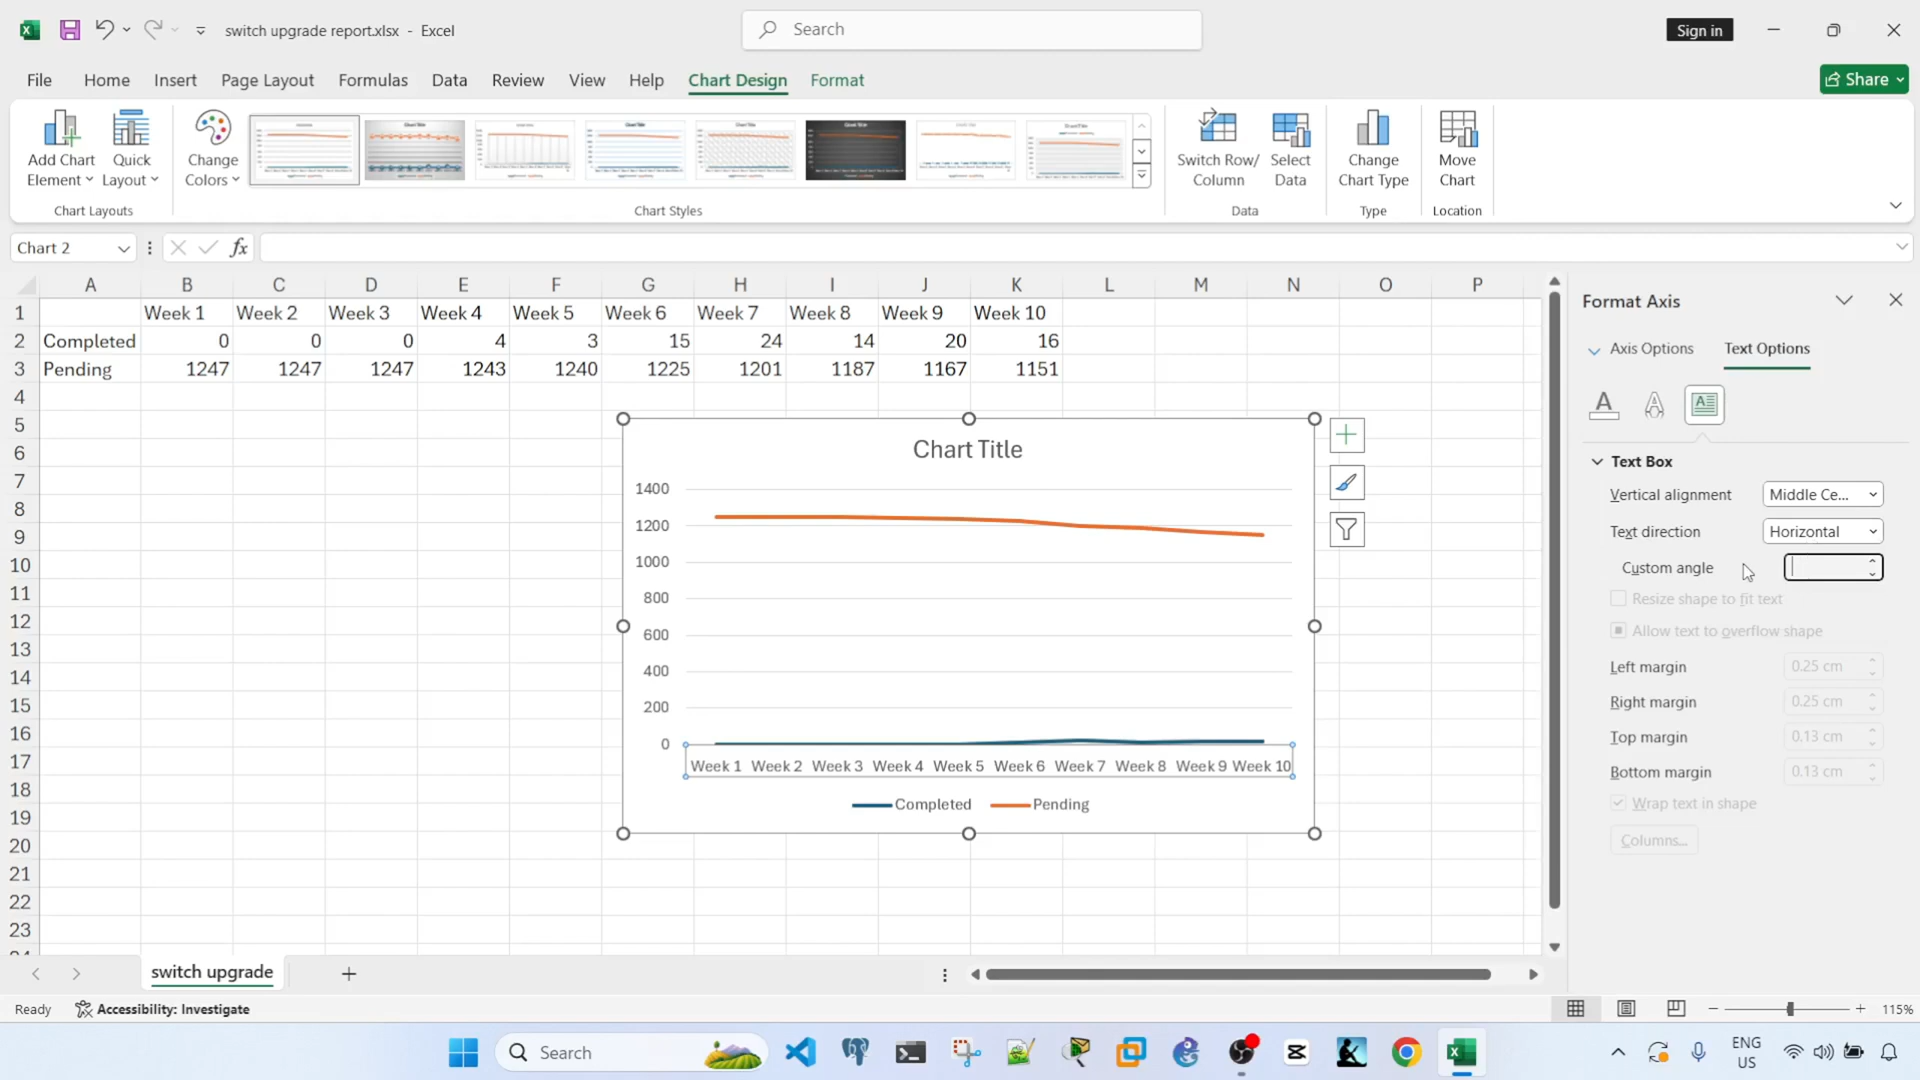 switch upgrade report.xlsx - Excel
Search
Sign in
File Home Insert Page Layout Formulas Data Review View Help Chart Design Format
Share
Add Chart Element
Quick Layout
Change Colors
Switch Row/ Column
Select Data
Change Chart Type
Move Chart
Chart Layouts
Chart Styles
Data
Type
Location
Chart 2
fx
A B C D E F G H I J K L M N O P
1 Week 1 Week 2 Week 3 Week 4 Week 5 Week 6 Week 7 Week 8 Week 9 Week 10
2 Completed 0 0 0 4 3 15 24 14 20 16
3 Pending 1247 1247 1247 1243 1240 1225 1201 1187 1167 1151
4
5
6
7
8
9
10
11
12
13
14
15
16
17
18
19
20
21
22
23
Chart Title
1400
1200
1000
800
600
400
200
0
Week 1 Week 2 Week 3 Week 4 Week 5 Week 6 Week 7 Week 8 Week 9 Week 10
Completed Pending
Format Axis
Axis Options Text Options
Text Box
Vertical alignment Middle Ce...
Text direction Horizontal
Custom angle
Resize shape to fit text
Allow text to overflow shape
Left margin 0.25 cm
Right margin 0.25 cm
Top margin 0.13 cm
Bottom margin 0.13 cm
Wrap text in shape
Columns...
switch upgrade
Ready
Accessibility: Investigate
115%
Search
ENG
US